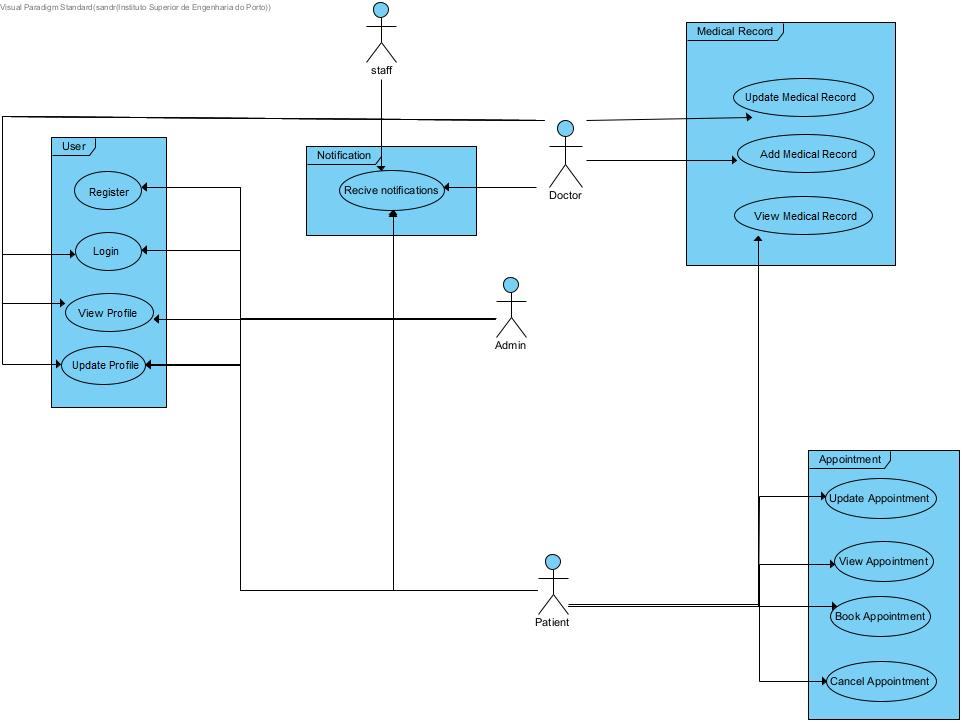 Visual Paradigm Standard(sandr(Instituto Superior de Engenharia do Porto))
staff
Medical Record
Update Medical Record
Add Medical Record
View Medical Record
User
Register
Login
View Profile
Update Profile
Notification
Recive notifications
Doctor
Admin
Patient
Appointment
Update Appointment
View Appointment
Book Appointment
Cancel Appointment